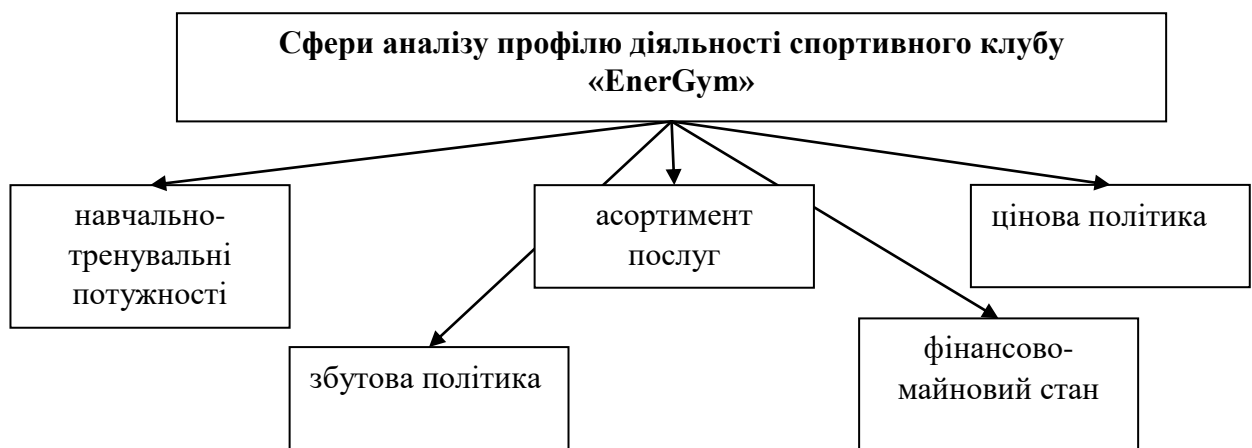 Сфери аналізу профілю діяльності спортивного клубу
«EnerGym»
навчально-
тренувальні
потужності
асортимент
послуг
цінова політика
збутова політика
фінансово-
майновий стан